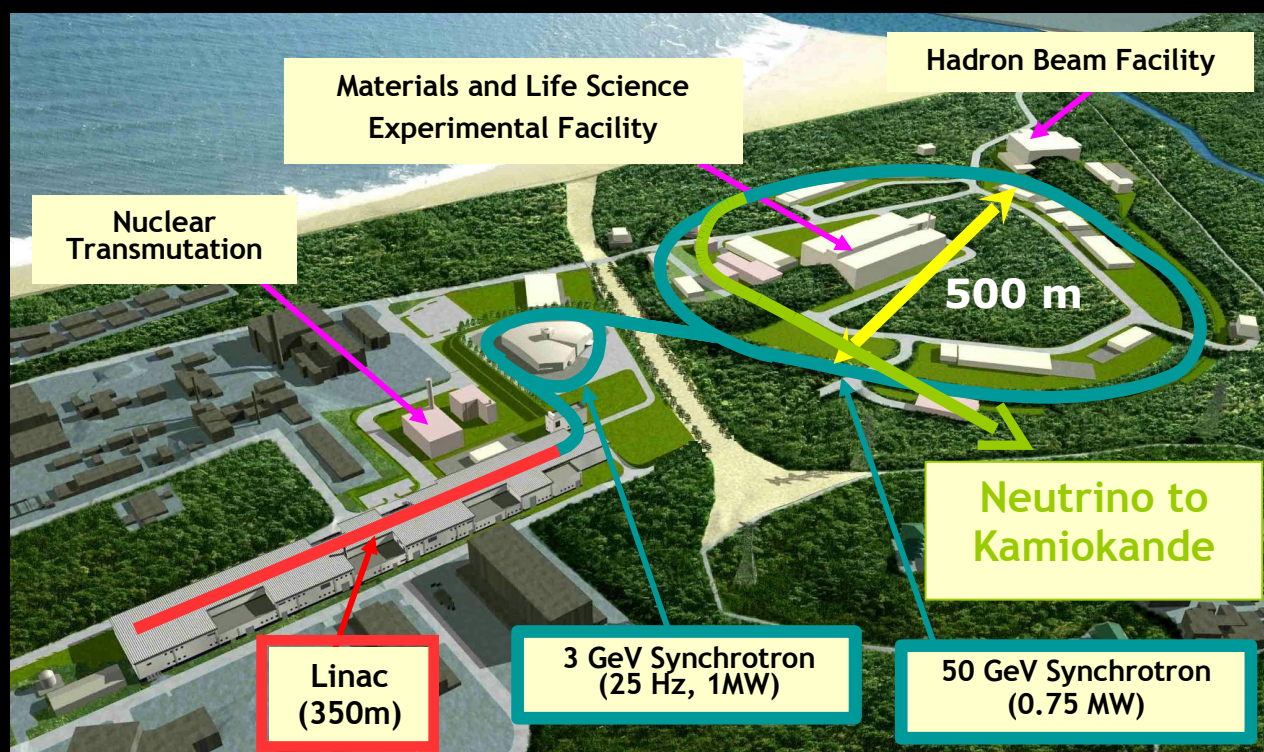 Hadron Beam Facility
Materials and Life Science
Experimental Facility
Nuclear
Transmutation
500 m
Neutrino to
Kamiokande
Linac
(350m)
3 GeV Synchrotron
(25 Hz, 1MW)
50 GeV Synchrotron
(0.75 MW)